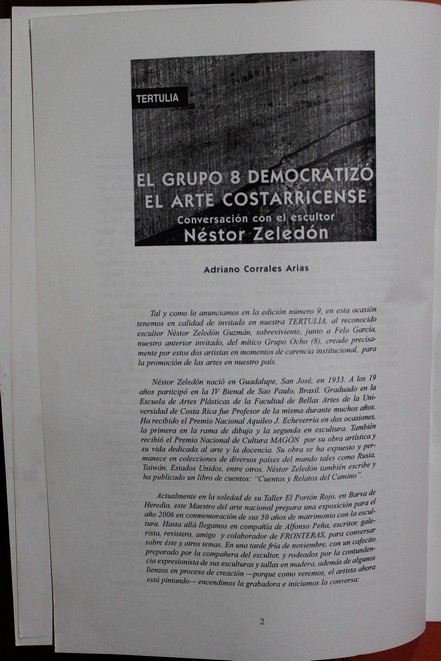 TERTULIA
EL GRUPO 8 DEMOCRATIZÓ
EL ARTE COSTARRICENSE
Conversación con el escultor
Néstor Zeledón
Adriano Corrales Arias
Tal y como lo anunciamos en la edición número 9, en esta ocasión
tenemos en calidad de invitado en nuestra TERTULIA, al reconocido
escultor Néstor Zeledón Guzmán, sobreviviente, junto a Felo García,
nuestro anterior invitado, del mítico Grupo Ocho (8), creado precisa-
mente por estos dos artistas en momentos de carencia institucional, para
la promoción de las artes en nuestro país.
Néstor Zeledón nació en Guadalupe, San José, en 1933. A los 19
años participó en la IV Bienal de Sao Paulo, Brasil. Graduado en la
Escuela de Artes Plásticas de la Facultad de Bellas Artes de la Uni-
versidad de Costa Rica fue Profesor de la misma durante muchos años.
Ha recibido el Premio Nacional Aquileo J. Echeverría en dos ocasiones,
la primera en la rama de dibujo y la segunda en escultura. También
recibió el Premio Nacional de Cultura MAGÓN por su obra artística y
su vida dedicada al arte y la docencia. Su obra se ha expuesto y per-
manece en colecciones de diversos países del mundo tales como Rusia,
Taiwán, Estados Unidos, entre otros. Néstor Zeledón también escribe y
ha publicado un libro de cuentos: "Cuentos y Relatos del Camino".
Actualmente en la soledad de su Taller El Portón Rojo, en Barva de
Heredia, este Maestro del arte nacional prepara una exposición para el
año 2006 en conmemoración de sus 50 años de matrimonio con la escul-
tura. Hasta allá llegamos en compañía de Alfonso Peña, escritor, gale-
rista, revistero, amigo y colaborador de FRONTERAS, para conversar
sobre éste y otros temas. En una tarde fría de noviembre, con un cafecito
preparado por la compañera del escultor, y rodeados por la contunden-
cia expresionista de sus esculturas y tallas en madera, además de algunos
lienzos en proceso de creación —porque como veremos, el artista ahora
está pintando— encendimos la grabadora e iniciamos la conversa:
2